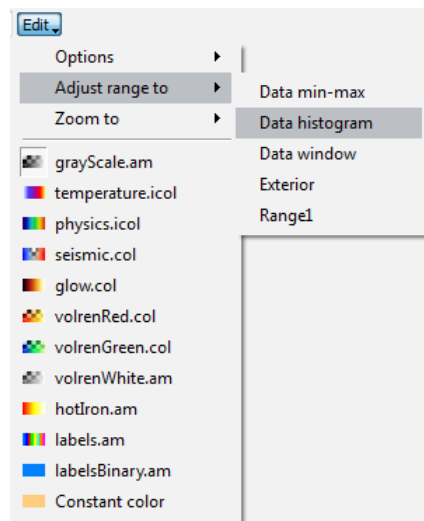 Edit
Options
Adjust range to
Zoom to
Data min-max
Data histogram
Data window
Exterior
Range1
grayScale.am
temperature.icol
physics.icol
seismic.col
glow.col
volrenRed.col
volrenGreen.col
volrenWhite.am
hotIron.am
labels.am
labelsBinary.am
Constant color